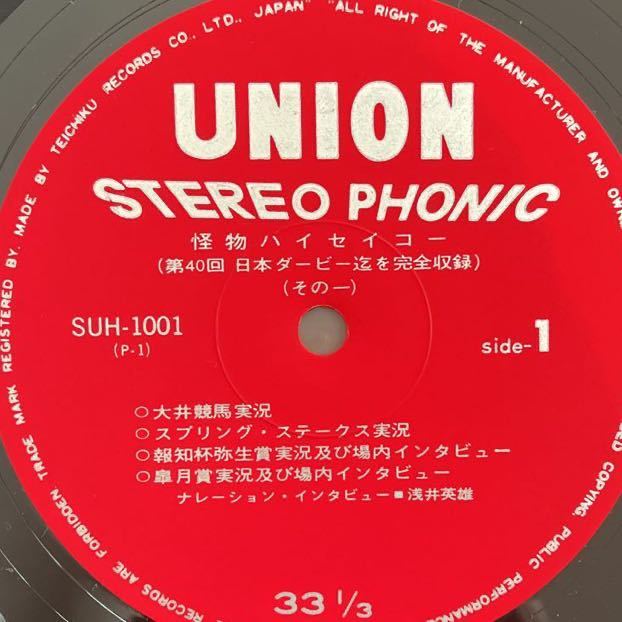 TRADE MARK REGISTERED BY. MADE BY TEICHIKU RECORDS CO., LTD., JAPAN" "ALL RIGHT OF THE MANUFACTURER AND OWNE
UNION
STEREO PHONIC
怪物ハイセイコー
(第40回 日本ダービー迄を完全収録)
(その一)
SUH-1001
(P-1)
side-1
○大井競馬実況
○スプリング・ステークス実況
○報知杯弥生賞実況及び場内インタビュー
○皐月賞実況及び場内インタビュー
ナレーション・インタビュー■浅井英雄
33 1/3
COPYING, PUBLIC PERFORMANCE
RECORDS ARE FORBIDDEN